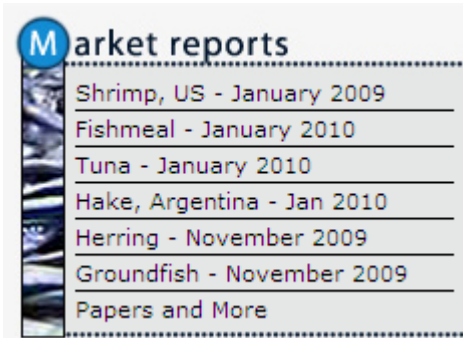 Market reports
Shrimp, US - January 2009
Fishmeal - January 2010
Tuna - January 2010
Hake, Argentina - Jan 2010
Herring - November 2009
Groundfish - November 2009
Papers and More